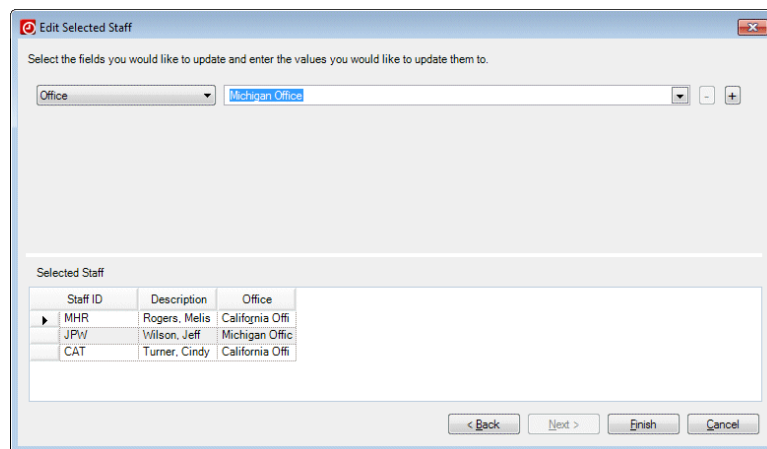 Edit Selected Staff
Select the fields you would like to update and enter the values you would like to update them to.
Office Michigan Office - +
Selected Staff
Staff ID Description Office
MHR Rogers, Melis California Offi
JPW Wilson, Jeff Michigan Offic
CAT Turner, Cindy California Offi
< Back Next > Finish Cancel